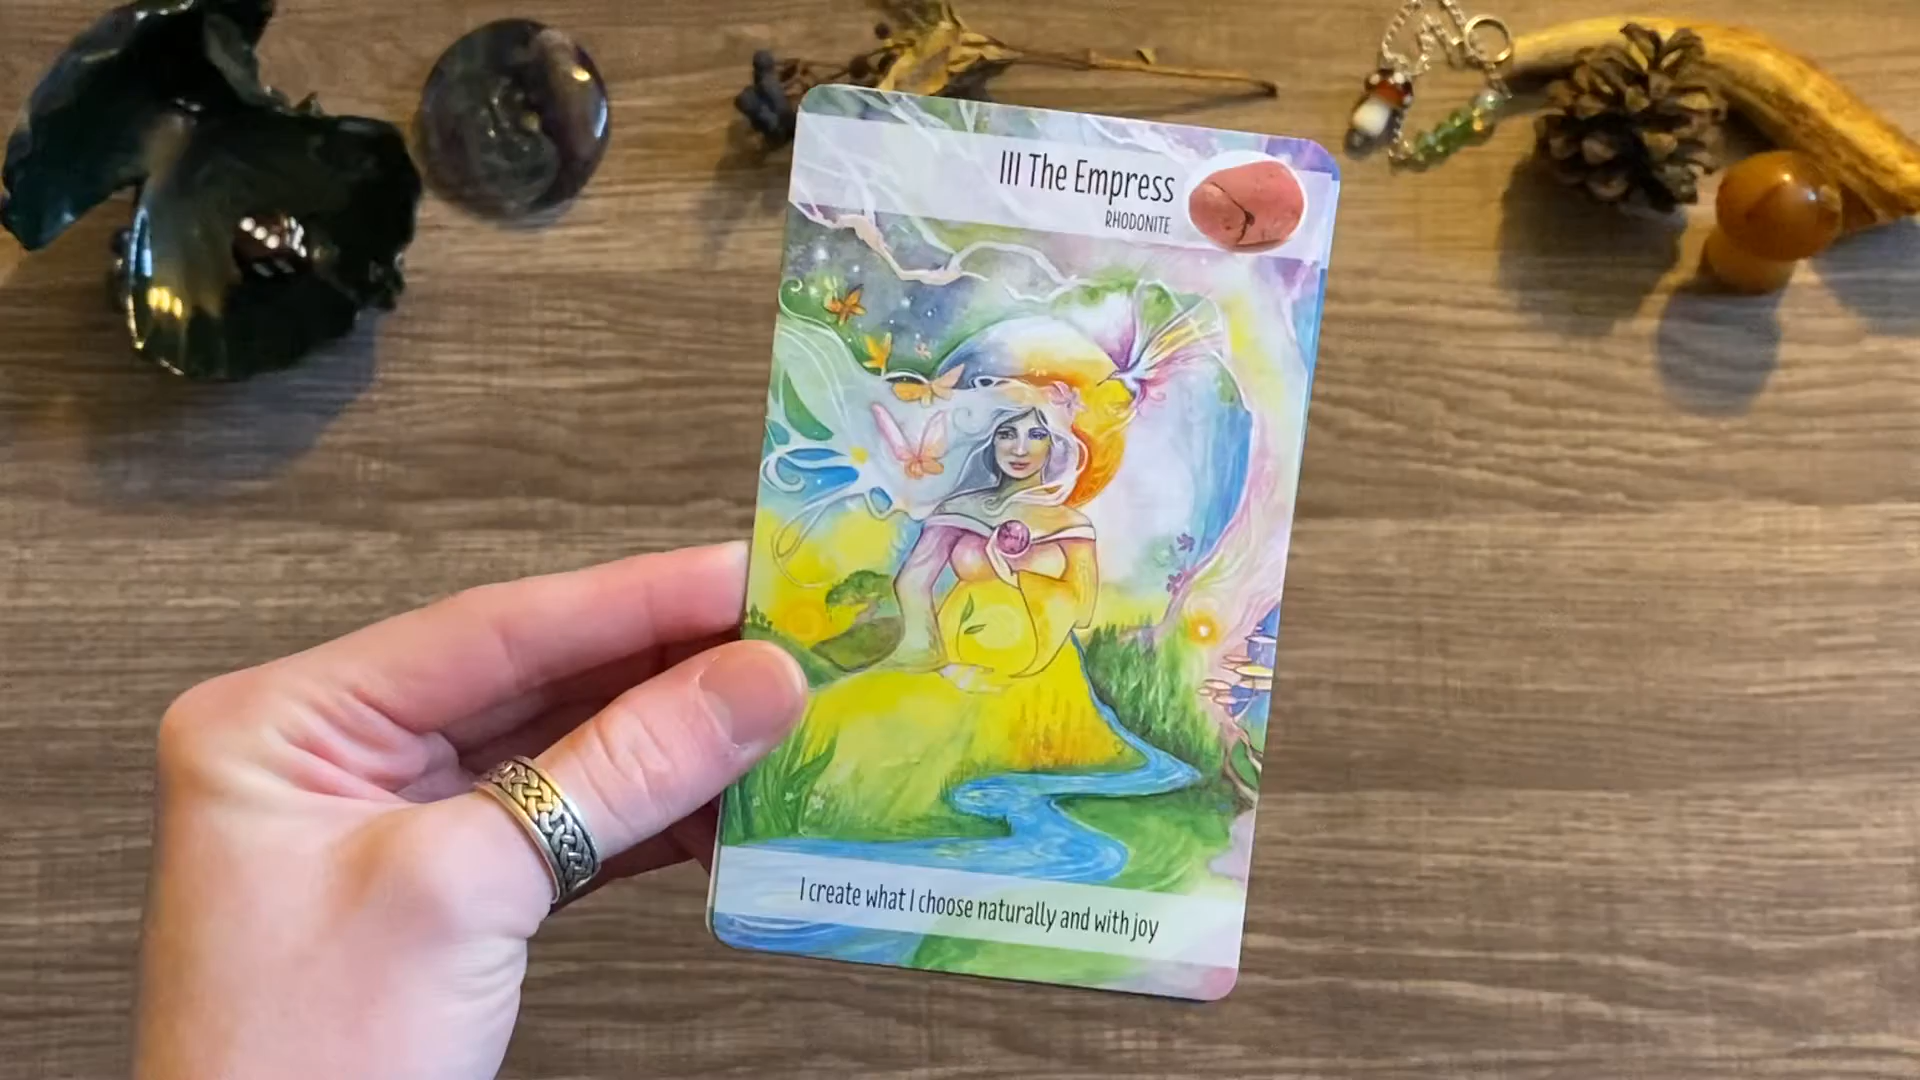 III The Empress
RHODONITE
I create what I choose naturally and with joy